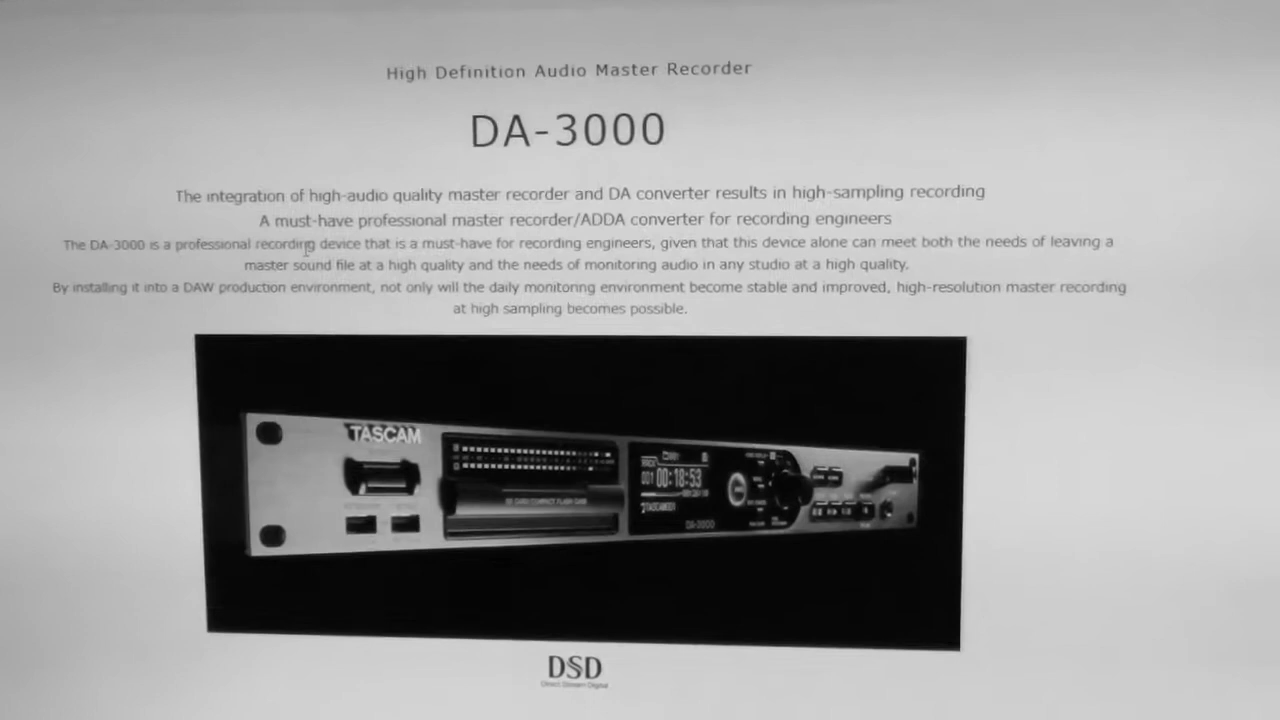 High Definition Audio Master Recorder
DA-3000
The integration of high-audio quality master recorder and DA converter results in high-sampling recording
A must-have professional master recorder/ADDA converter for recording engineers
The DA-3000 is a professional recording device that is a must-have for recording engineers, given that this device alone can meet both the needs of leaving a
master sound file at a high quality and the needs of monitoring audio in any studio at a high quality.
By installing it into a DAW production environment, not only will the daily monitoring environment become stable and improved, high-resolution master recording
at high sampling becomes possible.
TASCAM
SD CARD/COMPACT FLASH CARD
001 00:18:53
DA-3000
DSD
Direct Stream Digital